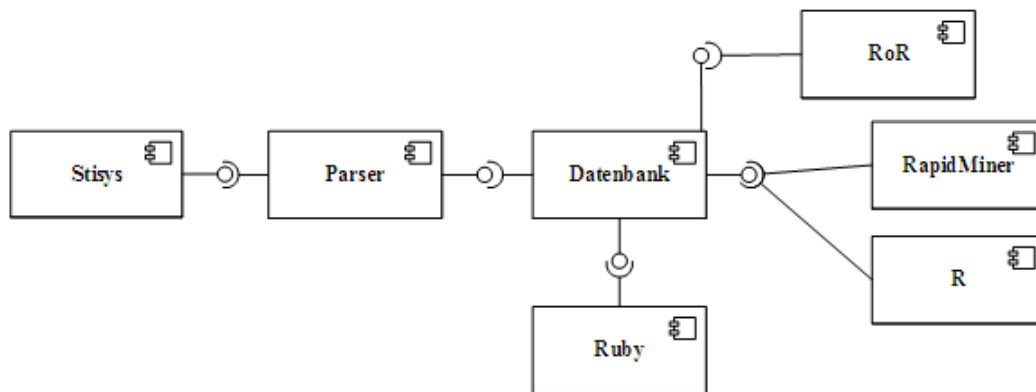 RoR
Stisys
Parser
Datenbank
RapidMiner
R
Ruby